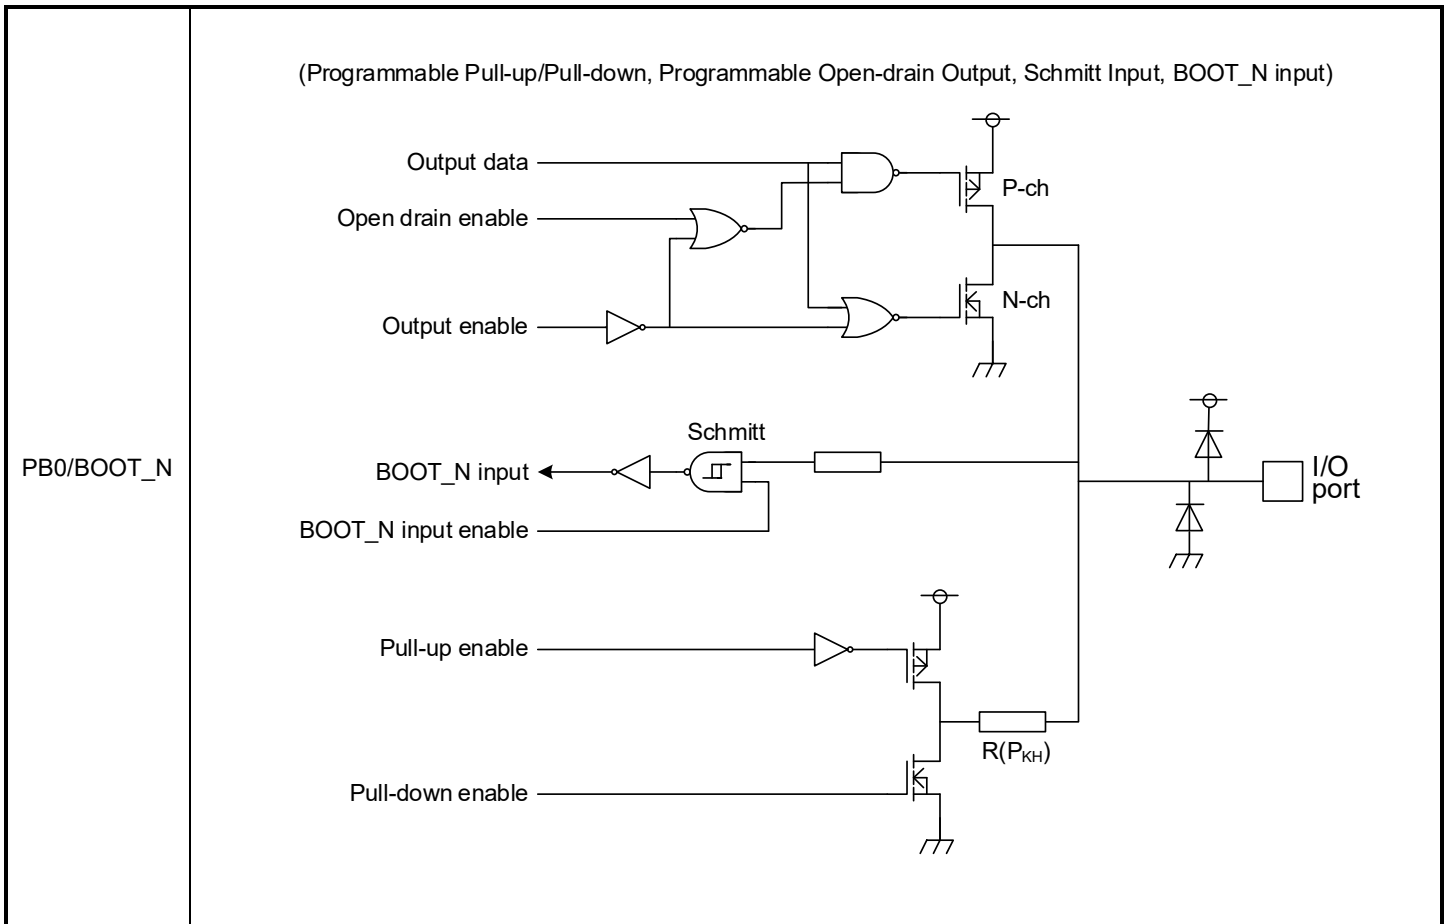 (Programmable Pull-up/Pull-down, Programmable Open-drain Output, Schmitt Input, BOOT_N input)
Output data
P-ch
Open drain enable
N-ch
Output enable
Schmitt
PB0/BOOT_N
BOOT_N input
I/O
port
BOOT_N input enable
Pull-up enable
R(PKH)
Pull-down enable